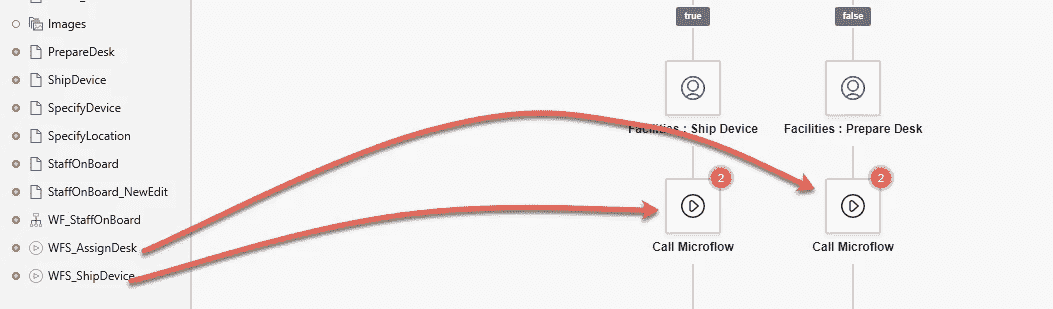 Images
PrepareDesk
ShipDevice
SpecifyDevice
SpecifyLocation
StaffOnBoard
StaffOnBoard_NewEdit
WF_StaffOnBoard
WFS_AssignDesk
WFS_ShipDevice
true
false
Facilities : Ship Device
Facilities : Prepare Desk
2
2
Call Microflow
Call Microflow